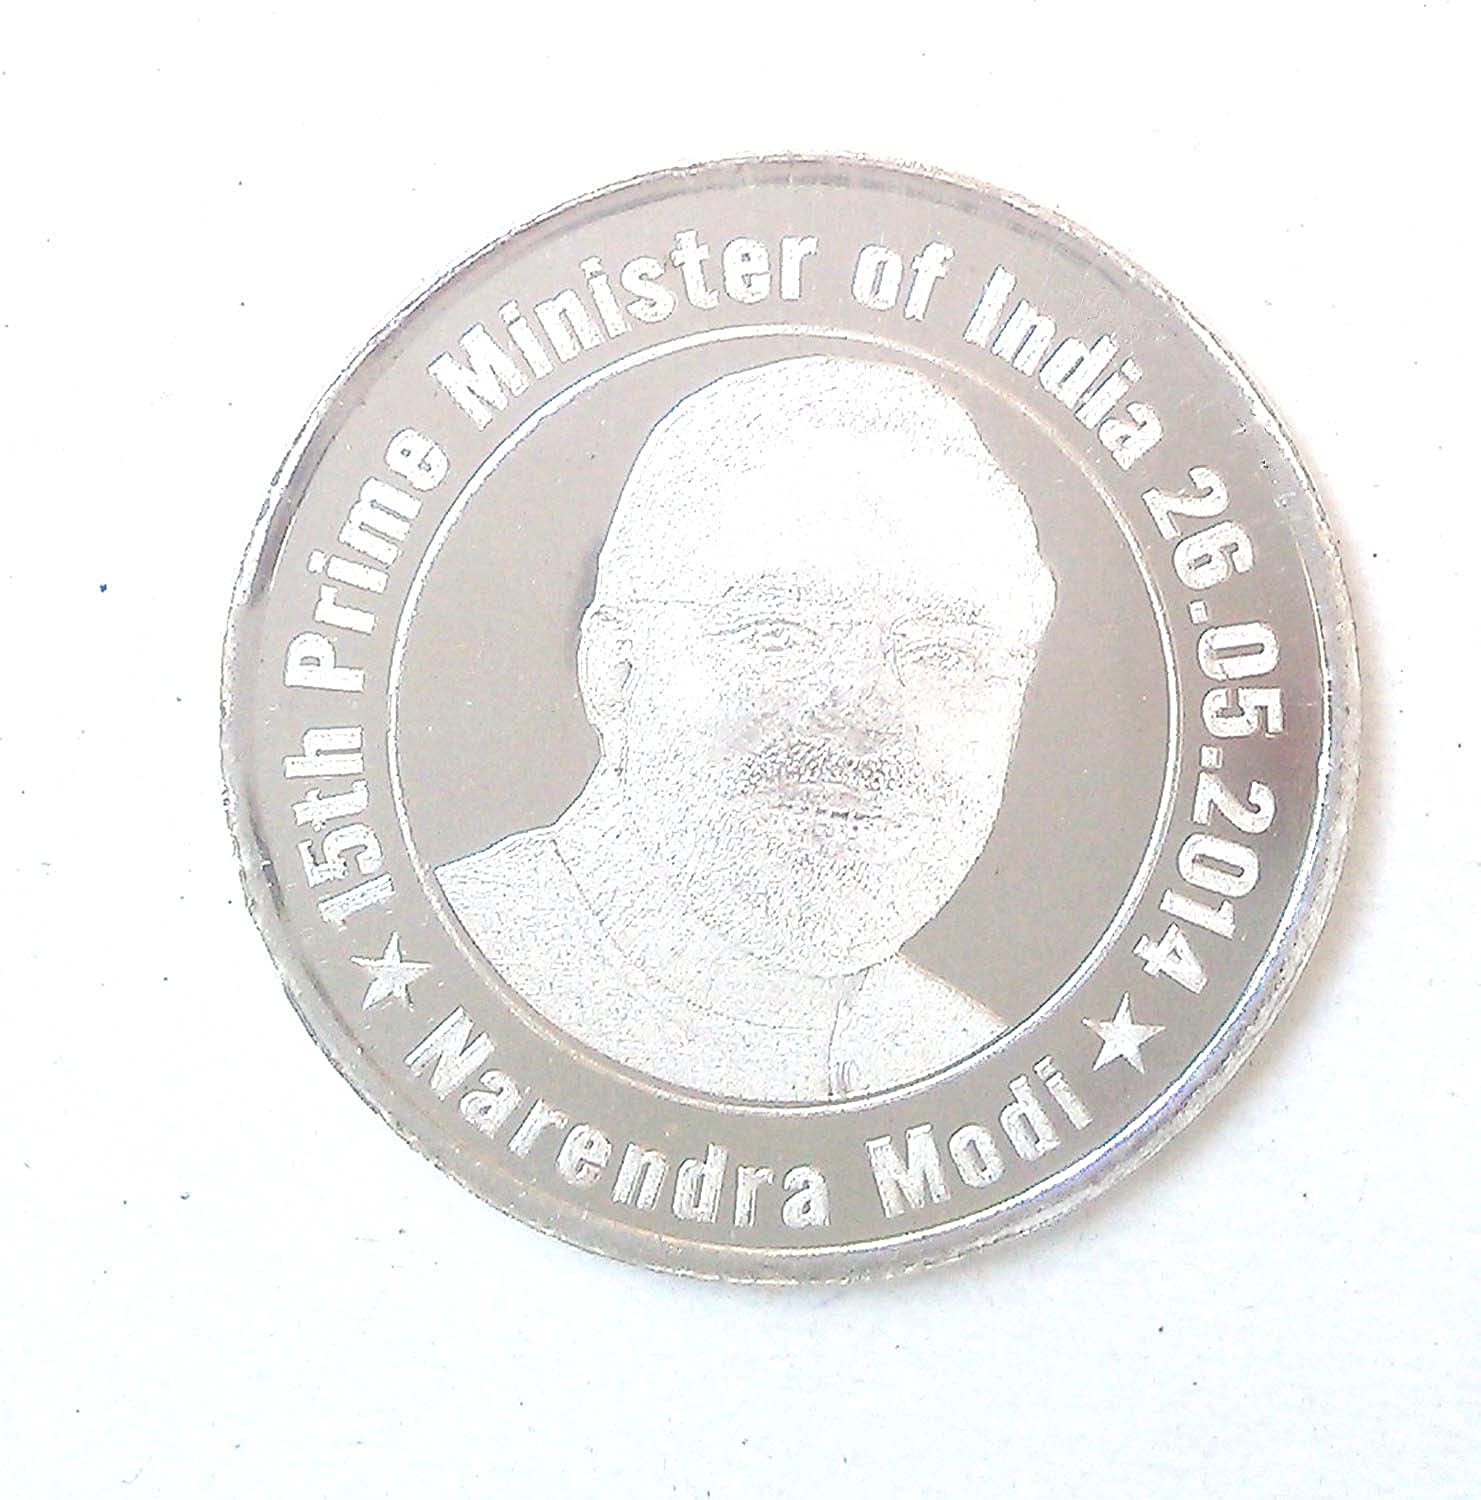 15th Prime Minister of India 26.05.2014
Narendra Modi